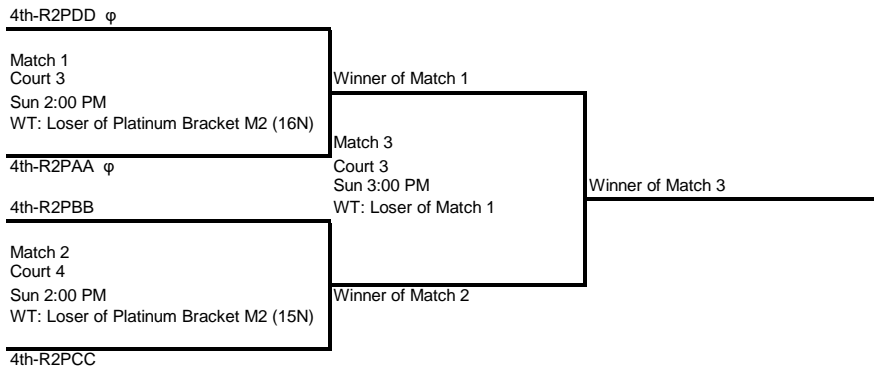 4th-R2PDD φ
Match 1
Court 3
Sun 2:00 PM
WT: Loser of Platinum Bracket M2 (16N)
4th-R2PAA φ
Winner of Match 1
4th-R2PBB
Match 2
Court 4
Sun 2:00 PM
WT: Loser of Platinum Bracket M2 (15N)
4th-R2PCC
Winner of Match 2
Match 3
Court 3
Sun 3:00 PM
WT: Loser of Match 1
Winner of Match 3